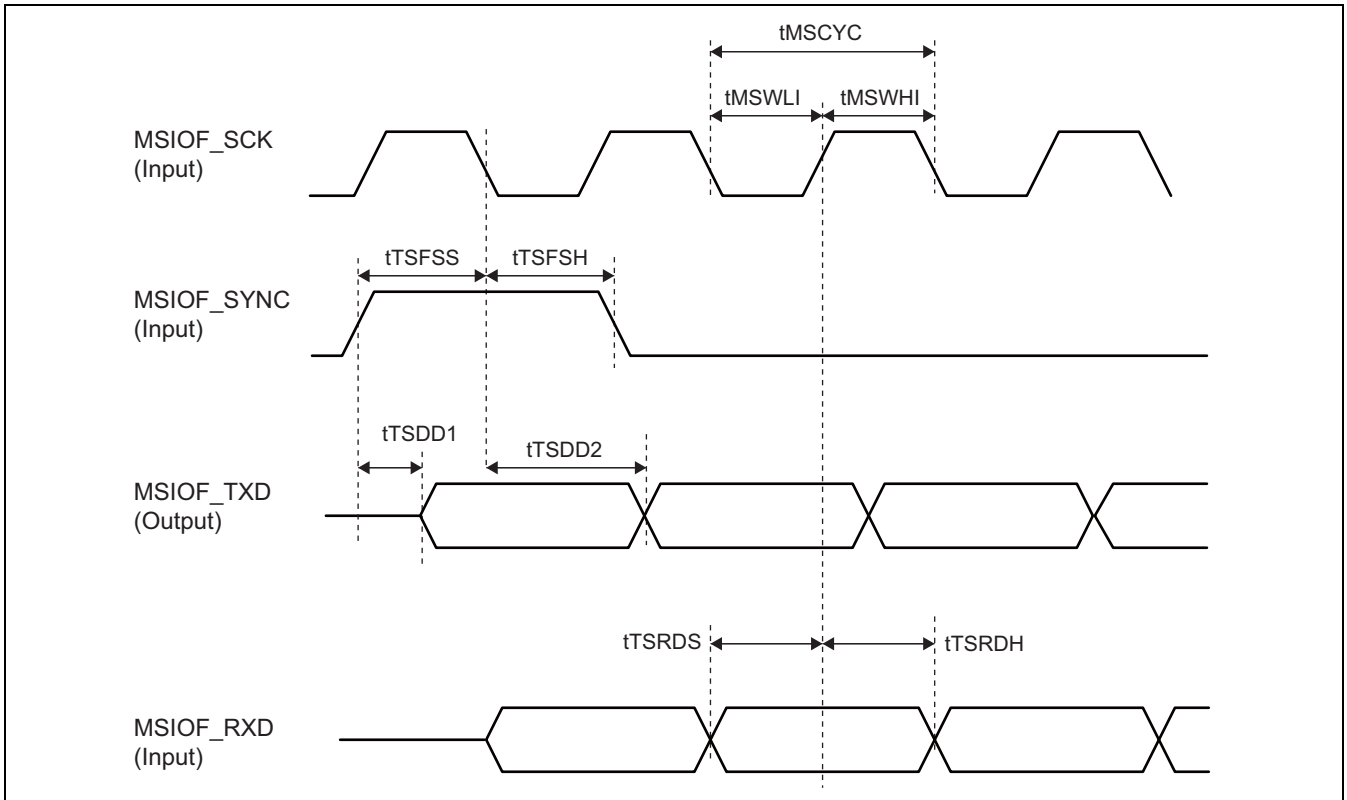 tMSCYC
tMSWLI
tMSWHI
MSIOF_SCK
(Input)
tTSFSS
tTSFSH
MSIOF_SYNC
(Input)
tTSDD1
tTSDD2
MSIOF_TXD
(Output)
tTSRDS
tTSRDH
MSIOF_RXD
(Input)